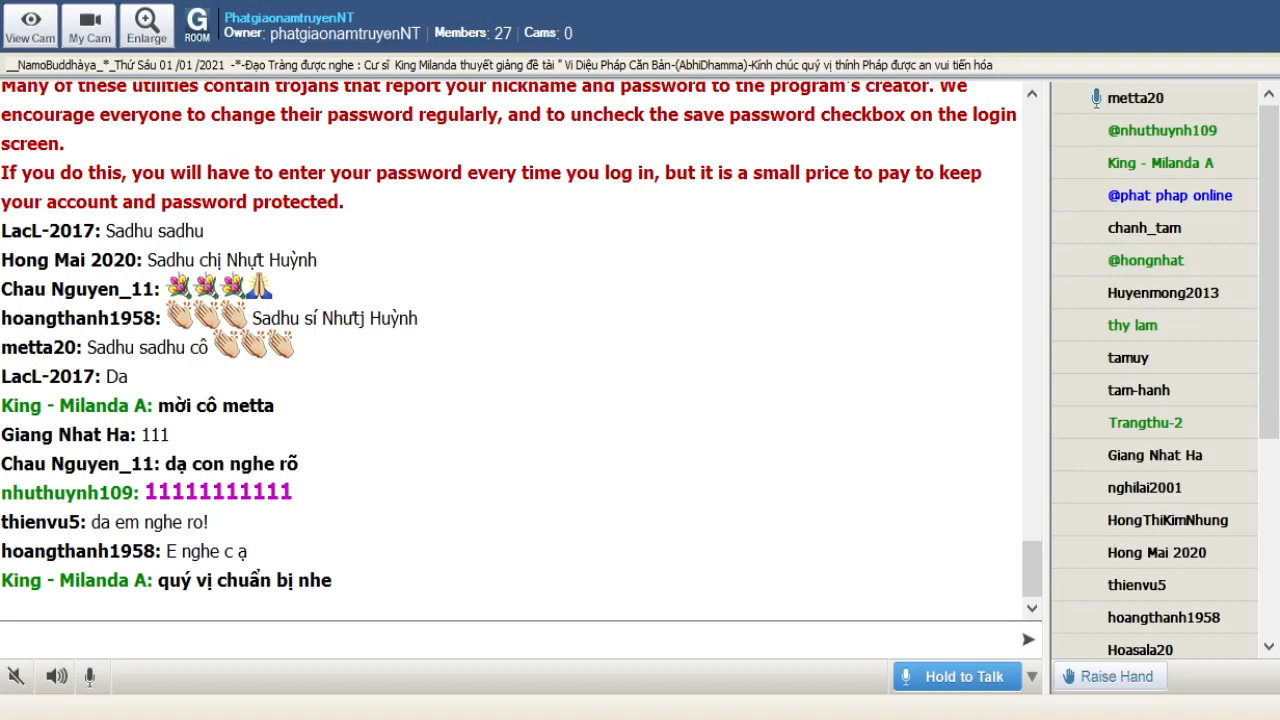 View Cam
My Cam
Enlarge
G
ROOM
PhatgiaonamtruyenNT
Owner: phatgiaonamtruyenNT | Members: 27 | Cams: 0
__NamoBuddhàya_*_Thứ Sáu 01 /01 /2021 -*-Đạo Tràng được nghe : Cư sĩ King Milanda thuyết giảng đề tài " Vi Diệu Pháp Căn Bản-(AbhiDhamma)-Kính chúc quý vị thính Pháp được an vui tiến hóa
Many of these utilities contain trojans that report your nickname and password to the program's creator. We
encourage everyone to change their password regularly, and to uncheck the save password checkbox on the login
screen.
If you do this, you will have to enter your password every time you log in, but it is a small price to pay to keep
your account and password protected.
LacL-2017: Sadhu sadhu
Hong Mai 2020: Sadhu chị Nhựt Huỳnh
Chau Nguyen_11:
hoangthanh1958: Sadhu sí Nhưtj Huỳnh
metta20: Sadhu sadhu cô
LacL-2017: Da
King - Milanda A: mời cô metta
Giang Nhat Ha: 111
Chau Nguyen_11: dạ con nghe rõ
nhuthuynh109: 11111111111
thienvu5: da em nghe ro!
hoangthanh1958: E nghe c ạ
King - Milanda A: quý vị chuẩn bị nhe
metta20
@nhuthuynh109
King - Milanda A
@phat phap online
chanh_tam
@hongnhat
Huyenmong2013
thy lam
tamuy
tam-hanh
Trangthu-2
Giang Nhat Ha
nghilai2001
HongThiKimNhung
Hong Mai 2020
thienvu5
hoangthanh1958
Hoasala20
Hold to Talk
Raise Hand